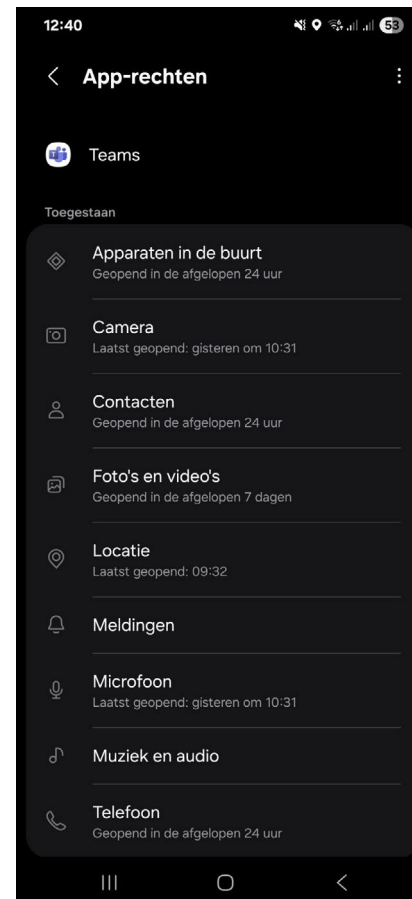 12:40
53
App-rechten
Teams
Toegestaan
Apparaten in de buurt
Geopend in de afgelopen 24 uur
Camera
Laatst geopend: gisteren om 10:31
Contacten
Geopend in de afgelopen 24 uur
Foto's en video's
Geopend in de afgelopen 7 dagen
Locatie
Laatst geopend: 09:32
Meldingen
Microfoon
Laatst geopend: gisteren om 10:31
Muziek en audio
Telefoon
Geopend in de afgelopen 24 uur